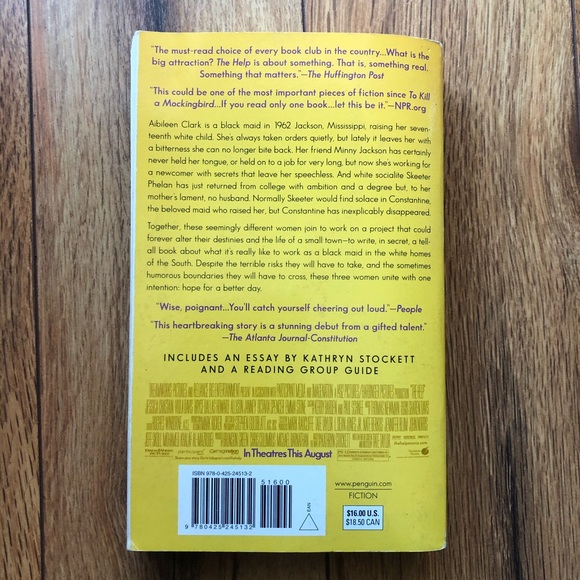 "The must-read choice of every book club in the country...What is the
big attraction? The Help is about something. That is, something real.
Something that matters."—The Huffington Post
"This could be one of the most important pieces of fiction since To Kill
a Mockingbird...If you read only one book...let this be it."—NPR.org
Aibileen Clark is a black maid in 1962 Jackson, Mississippi, raising her seven-
teenth white child. She's always taken orders quietly, but lately it leaves her with
a bitterness she can no longer bite back. Her friend Minny Jackson has certainly
never held her tongue, or held on to a job for very long, but now she's working for
a newcomer with secrets that leave her speechless. And white socialite Skeeter
Phelan has just returned from college with ambition and a degree but, to her
mother's lament, no husband. Normally Skeeter would find solace in Constantine,
the beloved maid who raised her, but Constantine has inexplicably disappeared.
Together, these seemingly different women join to work on a project that could
forever alter their destinies and the life of a small town—to write, in secret, a tell-
all book about what it's really like to work as a black maid in the white homes
of the South. Despite the terrible risks they will have to take, and the sometimes
humorous boundaries they will have to cross, these three women unite with one
intention: hope for a better day.
"Wise, poignant...You'll catch yourself cheering out loud."—People
"This heartbreaking story is a stunning debut from a gifted talent."
—The Atlanta Journal-Constitution
INCLUDES AN ESSAY BY KATHRYN STOCKETT
AND A READING GROUP GUIDE
In Theatres This August
ISBN 978-0-425-24513-2
51600
9 780425 245132
EAN
www.penguin.com
FICTION
$16.00 U.S.
$18.50 CAN